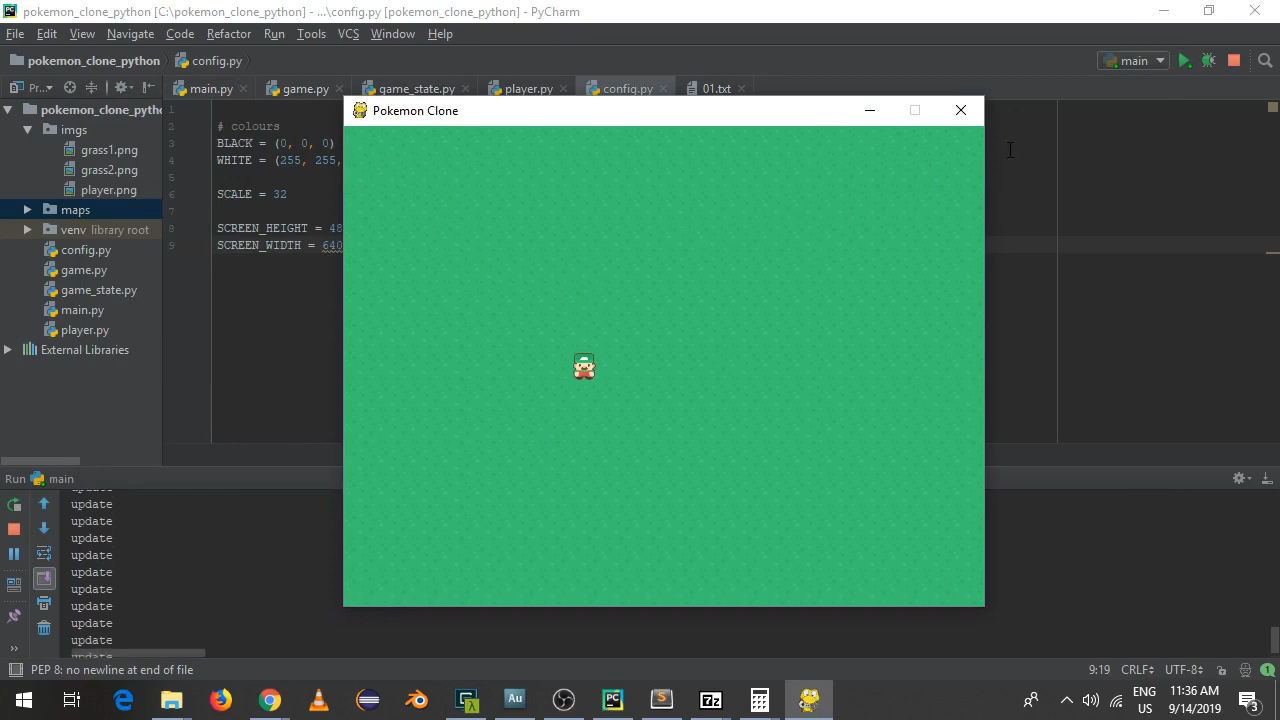 pokemon_clone_python [C:\pokemon_clone_python] - ...\config.py [pokemon_clone_python] - PyCharm
File Edit View Navigate Code Refactor Run Tools VCS Window Help
pokemon_clone_python config.py main
Pr... main.py game.py game_state.py player.py config.py 01.txt
pokemon_clone_pytho
imgs
grass1.png
grass2.png
player.png
maps
venv library root
config.py
game.py
game_state.py
main.py
player.py
External Libraries
1
2 # colours
3 BLACK = (0, 0, 0)
4 WHITE = (255, 255,
5
6 SCALE = 32
7
8 SCREEN_HEIGHT = 48
9 SCREEN_WIDTH = 640
Pokemon Clone
Run main
update
update
update
update
update
update
update
update
update
PEP 8: no newline at end of file 9:19 CRLF UTF-8 1
Au PC S 7z ENG 11:36 AM
US 9/14/2019 3